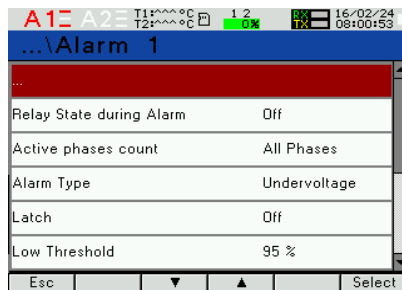 A1 A2 T1:^^^°C 1 2 RX 16/02/24
T2:^^^°C 0% TX 08:00:53
...\Alarm 1
...
Relay State during Alarm Off
Active phases count All Phases
Alarm Type Undervoltage
Latch Off
Low Threshold 95 %
Esc ▼ ▲ Select